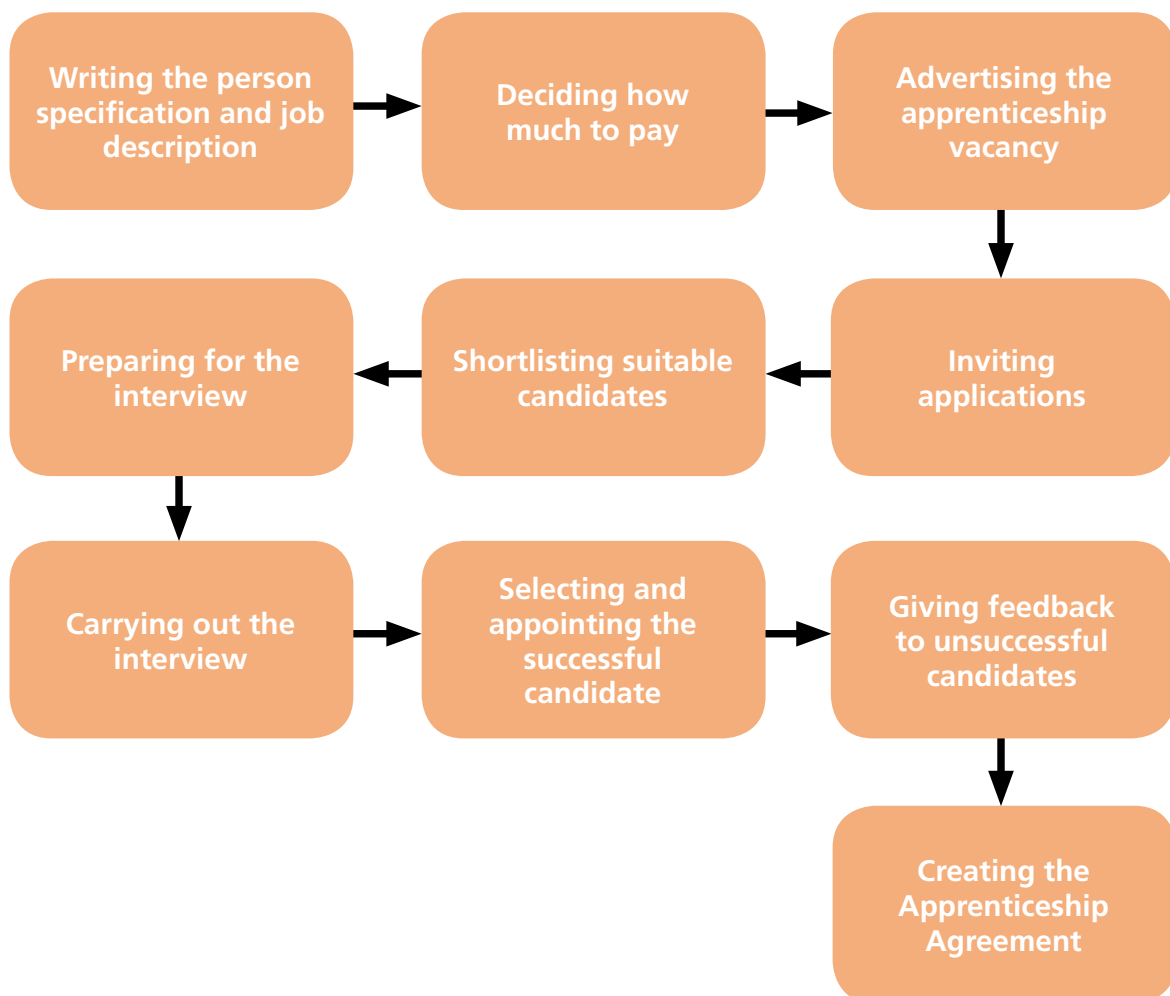 Writing the person
specification and job
description
Deciding how
much to pay
Advertising the
apprenticeship
vacancy
Inviting
applications
Shortlisting suitable
candidates
Preparing for the
interview
Carrying out the
interview
Selecting and
appointing the
successful
candidate
Giving feedback
to unsuccessful
candidates
Creating the
Apprenticeship
Agreement